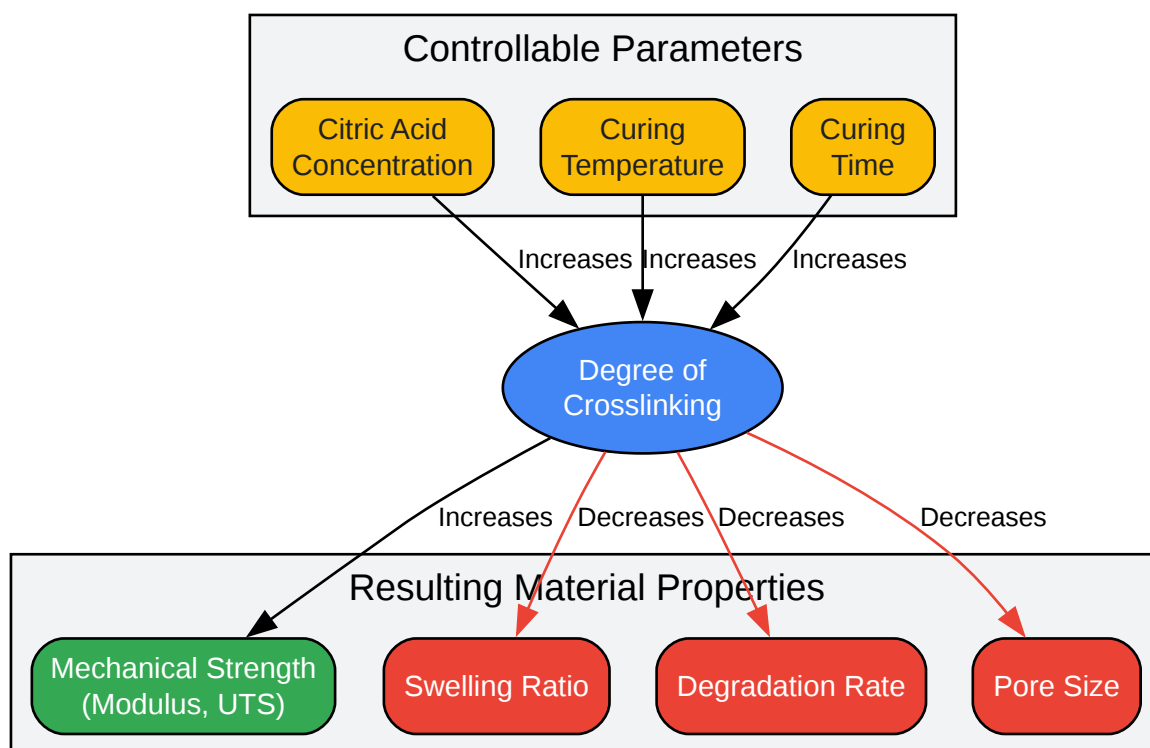 Controllable Parameters
Citric Acid
Concentration
Curing
Temperature
Curing
Time
Increases
Increases
Increases
Degree of
Crosslinking
Increases
Decreases
Decreases
Decreases
Resulting Material Properties
Mechanical Strength
(Modulus, UTS)
Swelling Ratio
Degradation Rate
Pore Size